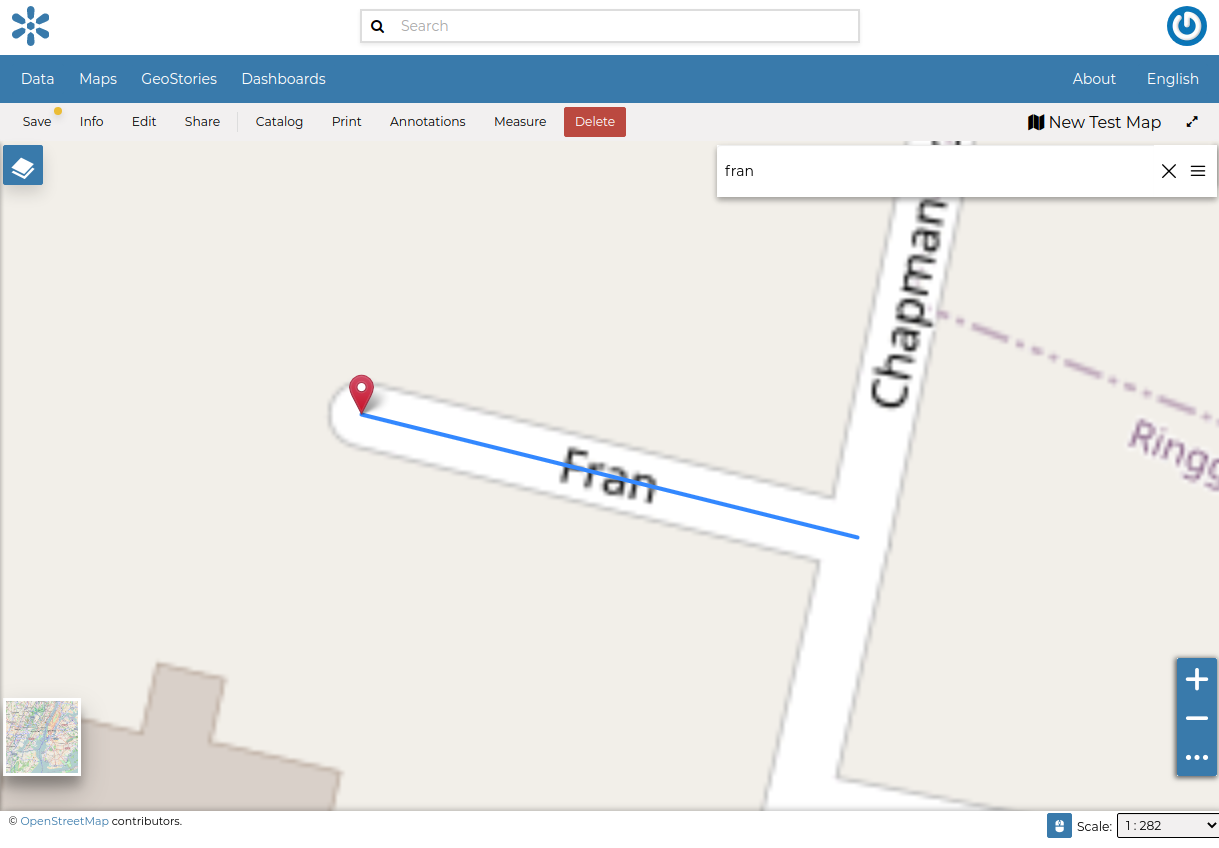 Search
Data Maps GeoStories Dashboards About English
Save Info Edit Share Catalog Print Annotations Measure Delete New Test Map
fran
Chapman
Fran
© OpenStreetMap contributors.
Scale: 1 : 282